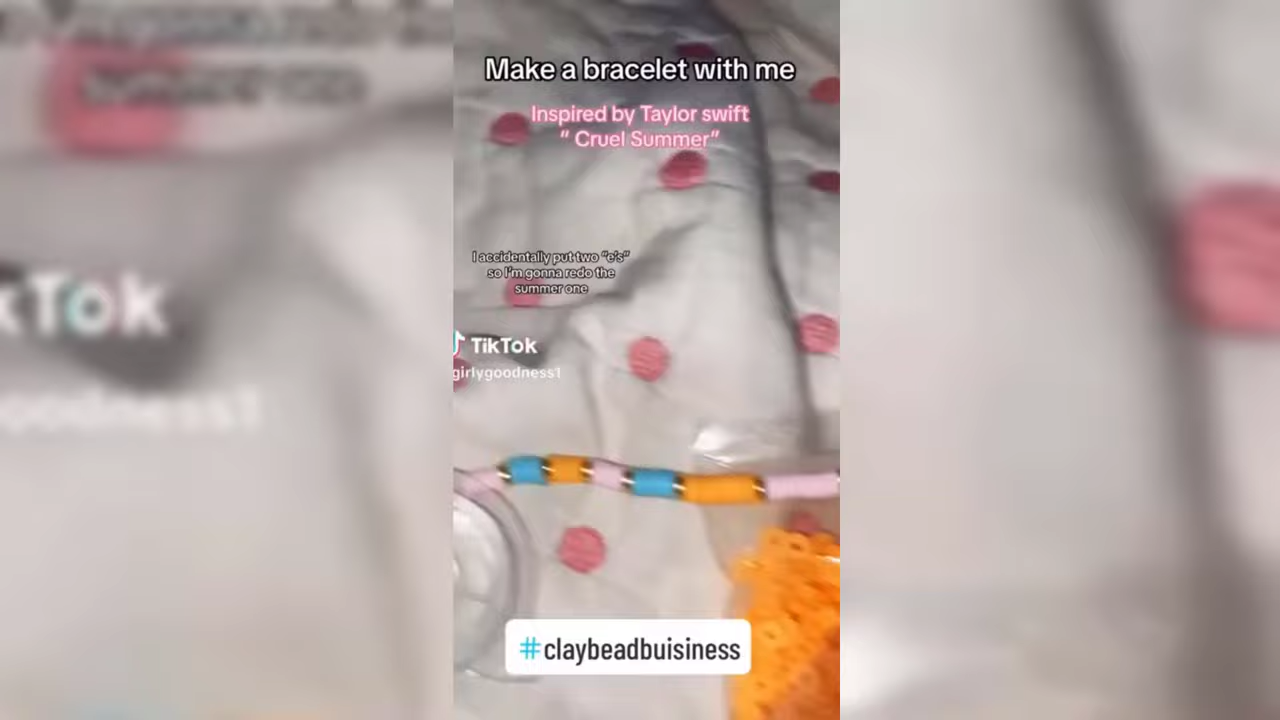 Make a bracelet with me
Inspired by Taylor swift
“ Cruel Summer”
I accidentally put two “e's”
so I'm gonna redo the
summer one
TikTok
girlygoodness1
#claybeadbuisiness